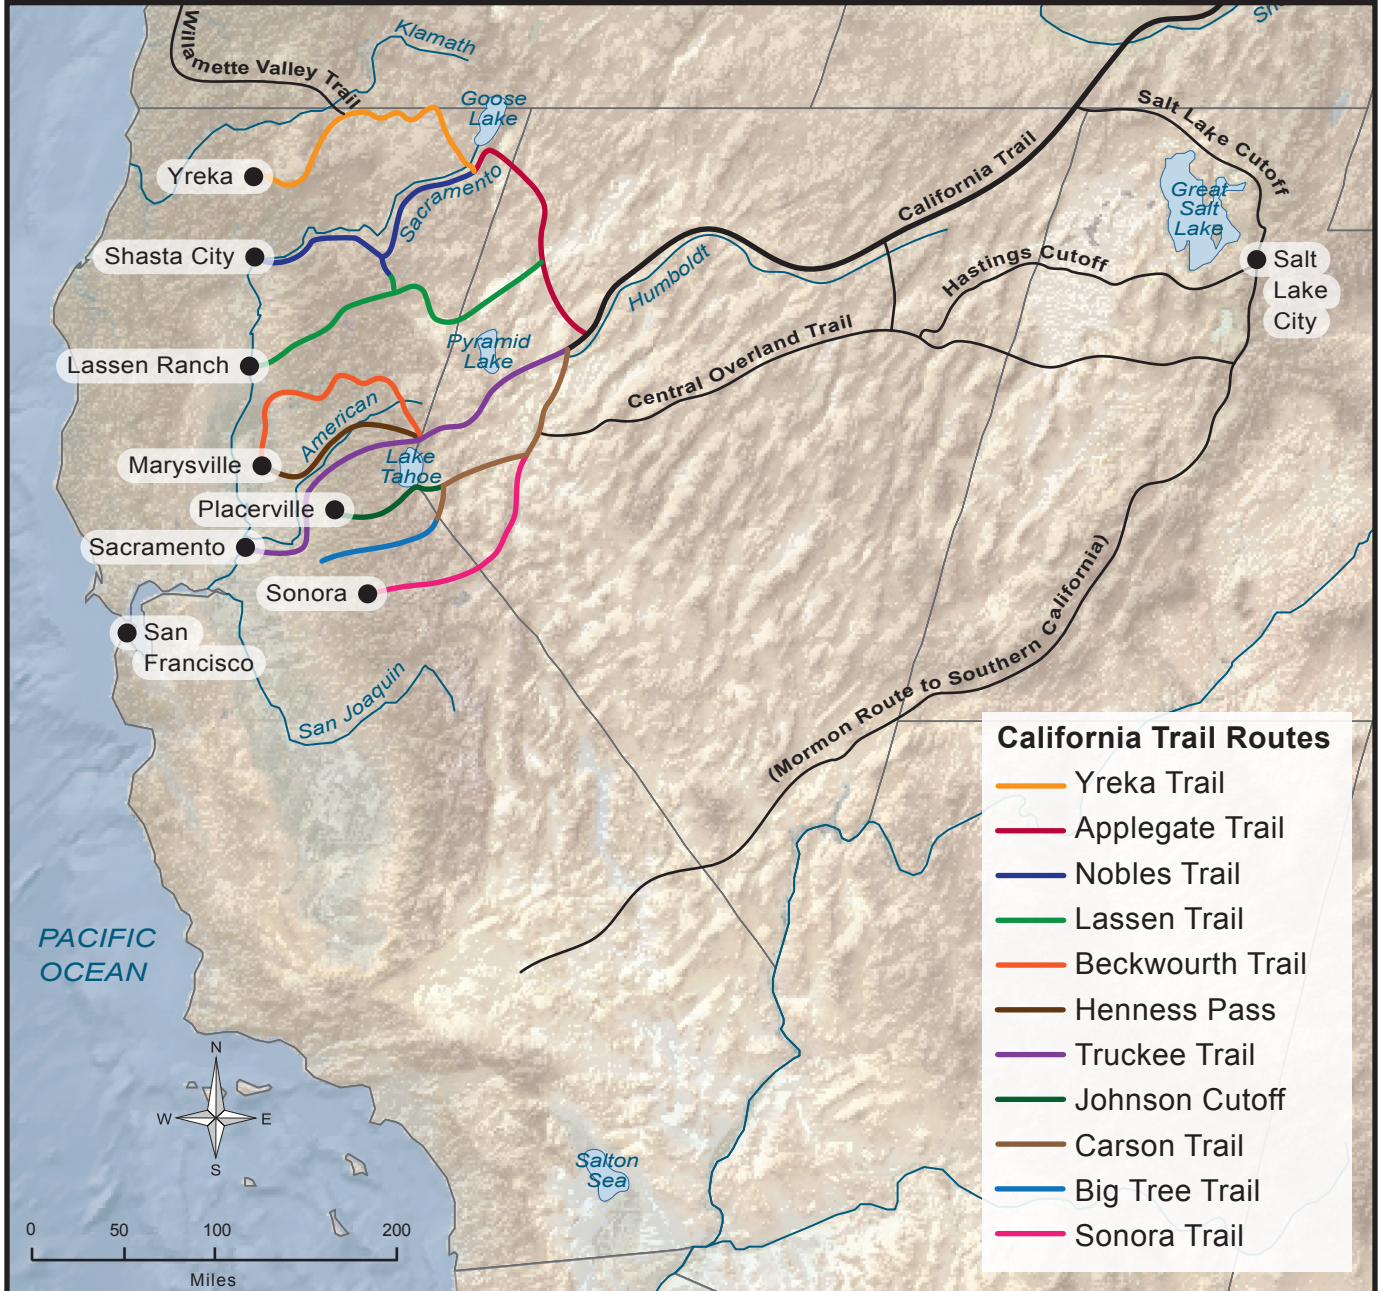 Klamath
Willamette Valley Trail
Goose
Lake
Salt Lake Cutoff
California Trail
Yreka
Sacramento
Great
Salt
Lake
Shasta City
Humboldt
Hastings Cutoff
Salt
Lake
City
Pyramid
Lake
Lassen Ranch
Central Overland Trail
American
Marysville
Lake
Tahoe
Placerville
Sacramento
Sonora
San
Francisco
San Joaquin
(Mormon Route to Southern California)
California Trail Routes
Yreka Trail
Applegate Trail
Nobles Trail
Lassen Trail
Beckwourth Trail
Henness Pass
Truckee Trail
Johnson Cutoff
Carson Trail
Big Tree Trail
Sonora Trail
PACIFIC
OCEAN
N
W
E
S
Salton
Sea
0 50 100 200
Miles